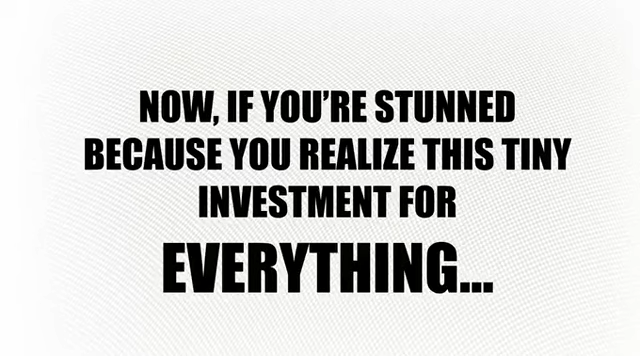 NOW, IF YOU’RE STUNNED
BECAUSE YOU REALIZE THIS TINY
INVESTMENT FOR
EVERYTHING...